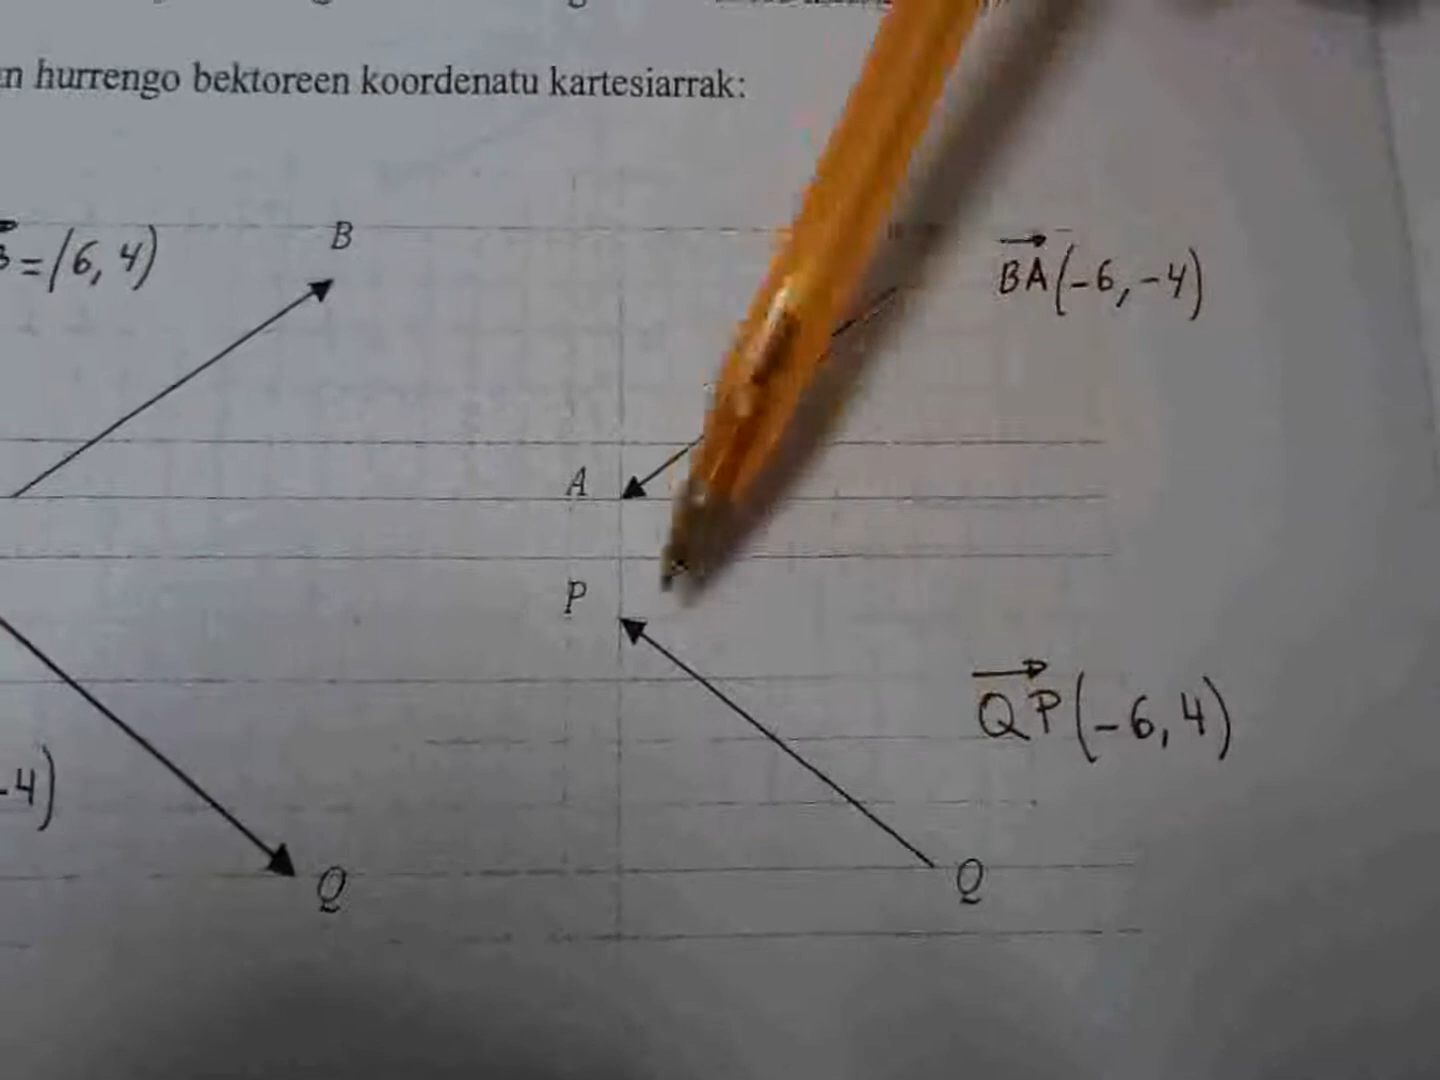 n hurrengo bektoreen koordenatu kartesiarrak:
B = (6, 4)
B
BA (-6, -4)
A
P
QP (-6, 4)
-4)
Q
Q